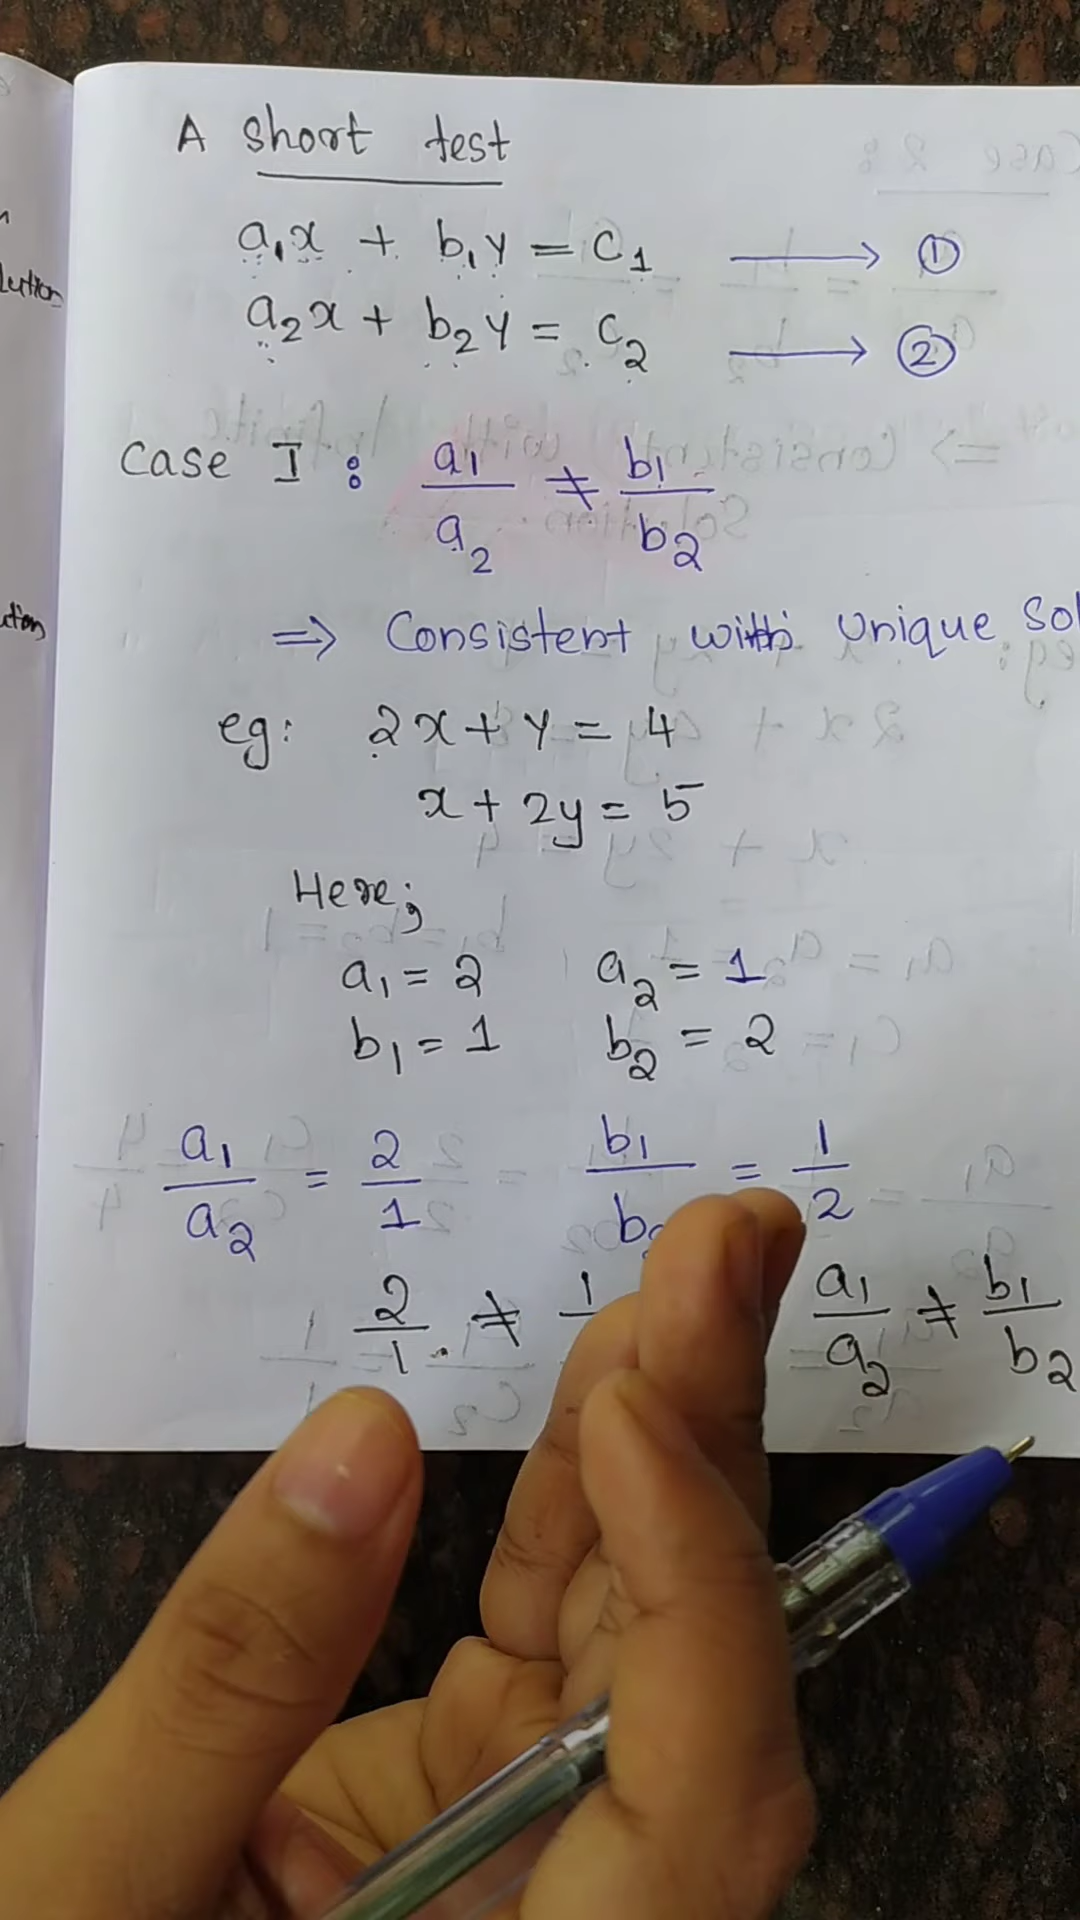 A short test
a₁x + b₁y = c₁ ⟶ ①
a₂x + b₂y = c₂ ⟶ ②
Case I : a₁/a₂ ≠ b₁/b₂
⇒ Consistent with unique Sol
eg: 2x + y = 4
x + 2y = 5
Here;
a₁ = 2 a₂ = 1
b₁ = 1 b₂ = 2
a₁/a₂ = 2/1 b₁/b₂ = 1/2
2/1 ≠ 1 a₁/a₂ ≠ b₁/b₂